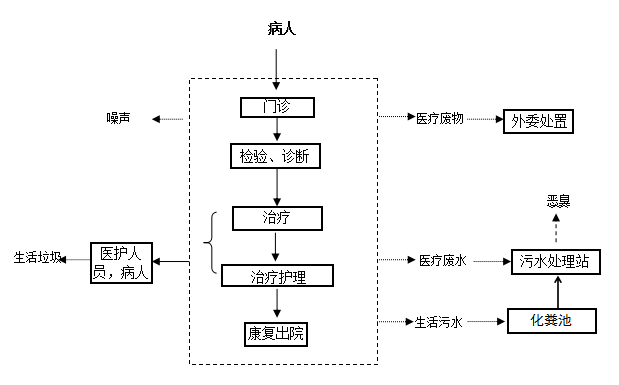 病人
门诊
噪声
医疗废物
外委处置
检验、诊断
恶臭
治疗
生活垃圾
医护人
员，病人
治疗护理
医疗废水
污水处理站
康复出院
生活污水
化粪池